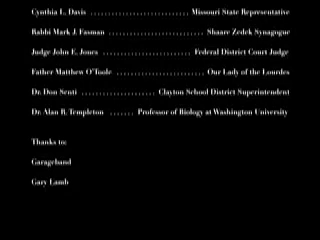 Cynthia L. Davis ........................... Missouri State Representative
Rabbi Mark J. Fasman .......................... Shaare Zedek Synagogue
Judge John E. Jones ........................ Federal District Court Judge
Father Matthew O'Toole ........................ Our Lady of the Lourdes
Dr. Don Senti .................... Clayton School District Superintendent
Dr. Alan R. Templeton ....... Professor of Biology at Washington University
Thanks to:
Garageband
Gary Lamb